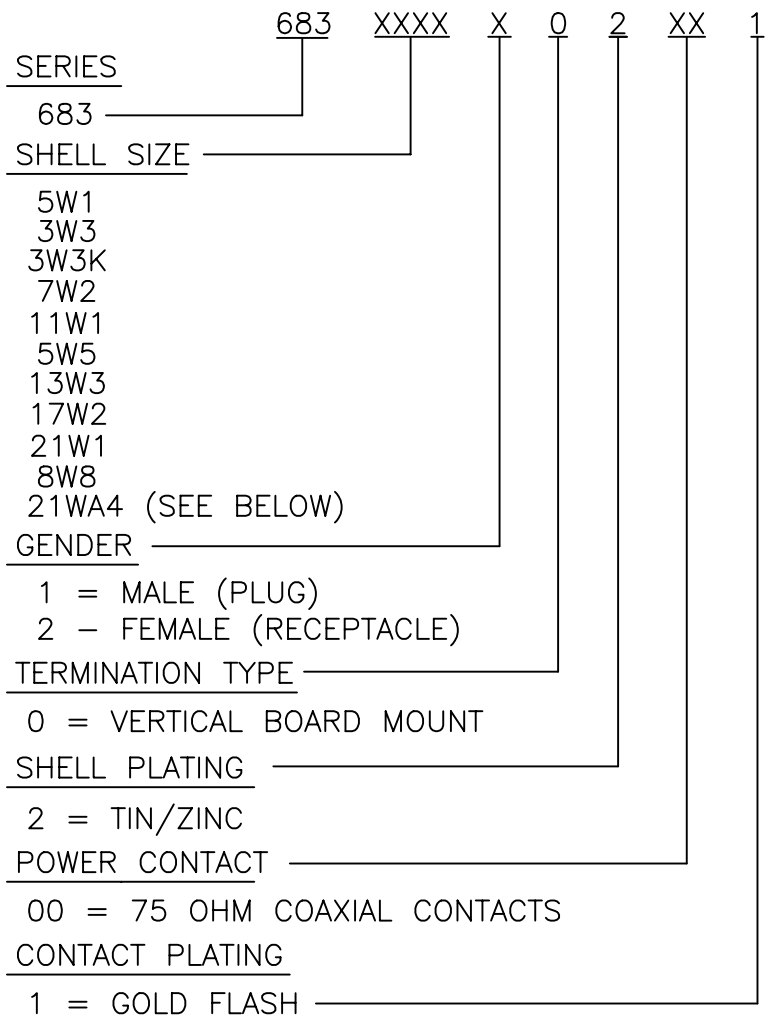 683 XXXX X 0 2 XX 1
SERIES
683
SHELL SIZE
5W1
3W3
3W3K
7W2
11W1
5W5
13W3
17W2
21W1
8W8
21WA4 (SEE BELOW)
GENDER
1 = MALE (PLUG)
2 - FEMALE (RECEPTACLE)
TERMINATION TYPE
0 = VERTICAL BOARD MOUNT
SHELL PLATING
2 = TIN/ZINC
POWER CONTACT
00 = 75 OHM COAXIAL CONTACTS
CONTACT PLATING
1 = GOLD FLASH